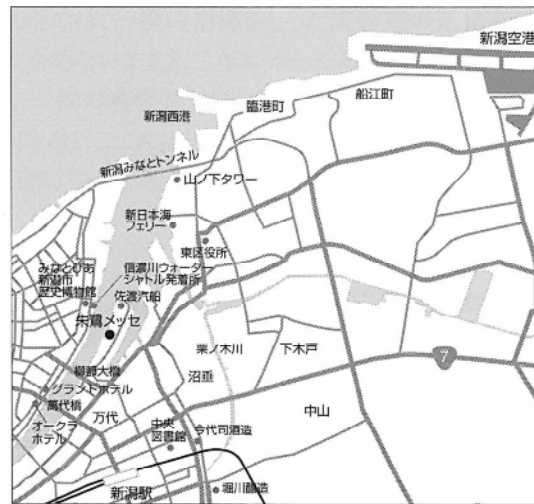 新潟空港
船江町
臨港町
新潟西港
新潟みなとトンネル
山ノ下タワー
新日本海
フェリー
東区役所
みなとぴあ
新潟市
歴史博物館
信濃川ウォーター
シャトル発着所
佐渡汽船
朱鷺メッセ
栗ノ木川
下木戸
7
柳都大橋
沼垂
グランドホテル
萬代橋
万代
中山
オークラ
ホテル
中央
図書館
今代司酒造
新潟駅
堀川醸造